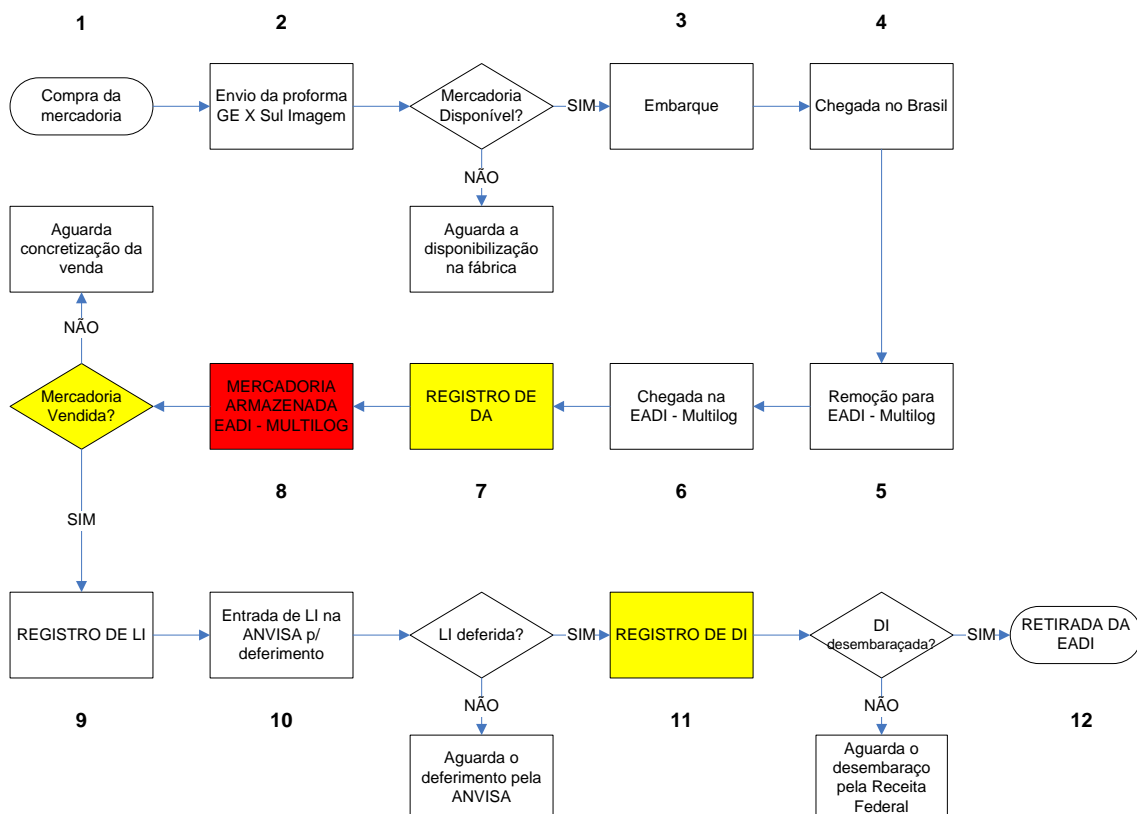 1
2
3
4
Compra da
mercadoria
Envio da proforma
GE X Sul Imagem
Mercadoria
Disponível?
SIM
Embarque
Chegada no Brasil
NÃO
Aguarda a
disponibilização
na fábrica
Aguarda
concretização da
venda
NÃO
Mercadoria
Vendida?
MERCADORIA
ARMAZENADA
EADI - MULTILOG
REGISTRO DE
DA
Chegada na
EADI - Multilog
Remoção para
EADI - Multilog
8
7
6
5
SIM
REGISTRO DE LI
Entrada de LI na
ANVISA p/
deferimento
LI deferida?
SIM
REGISTRO DE DI
DI
desembaraçada?
SIM
RETIRADA DA
EADI
9
10
NÃO
11
NÃO
12
Aguarda o
deferimento pela
ANVISA
Aguarda o
desembaraço
pela Receita
Federal